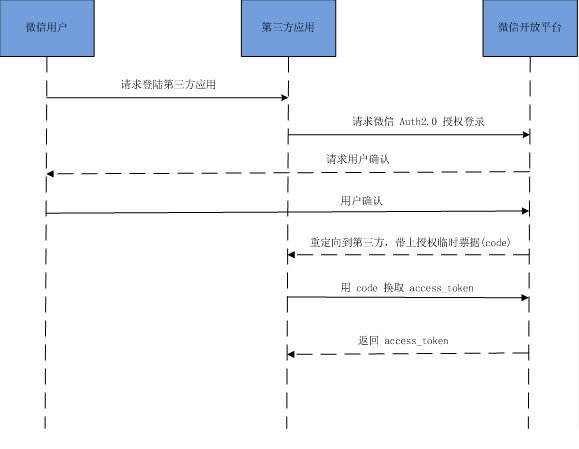 微信用户
第三方应用
微信开放平台
请求登陆第三方应用
请求微信 Auth2.0 授权登录
请求用户确认
用户确认
重定向到第三方，带上授权临时票据(code)
用 code 换取 access_token
返回 access_token